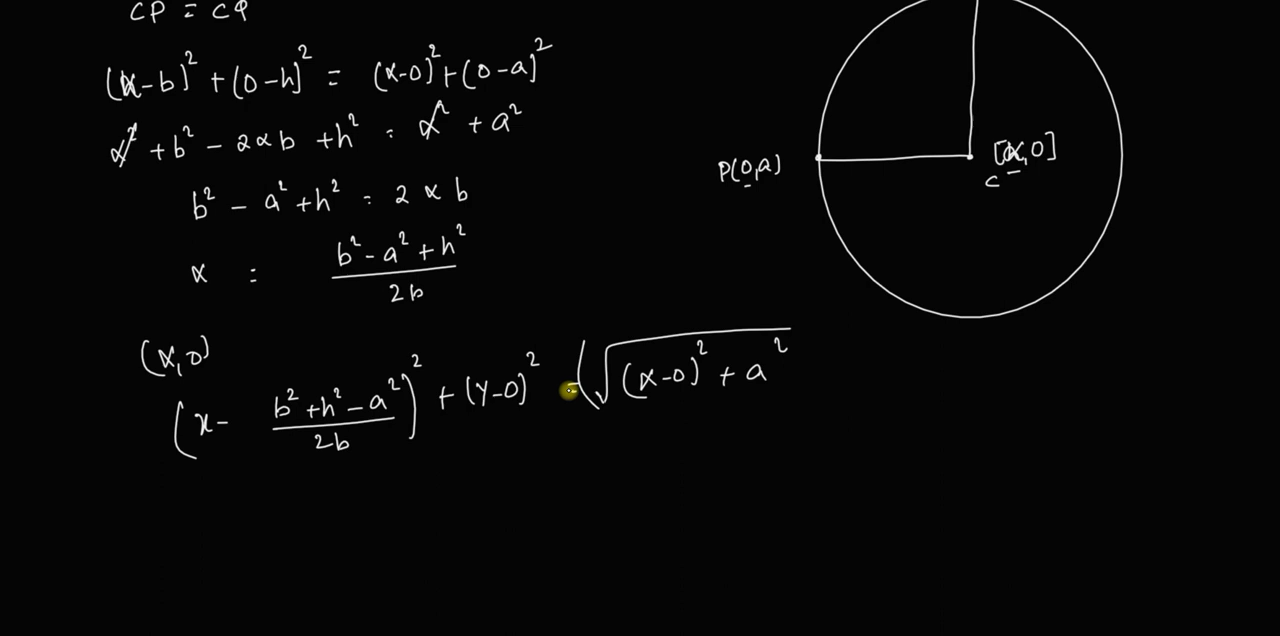 CP = CQ
(α-b)² + (0-h)² = (α-0)² + (0-a)²
α² + b² - 2αb + h² = α² + a²
b² - a² + h² = 2αb
α = (b² - a² + h²)/2b
P(0,a)
[α,0]
c
(α,0)
(x - (b² + h² - a²)/2b)² + (y-0)² = (√((α-0)² + a²)